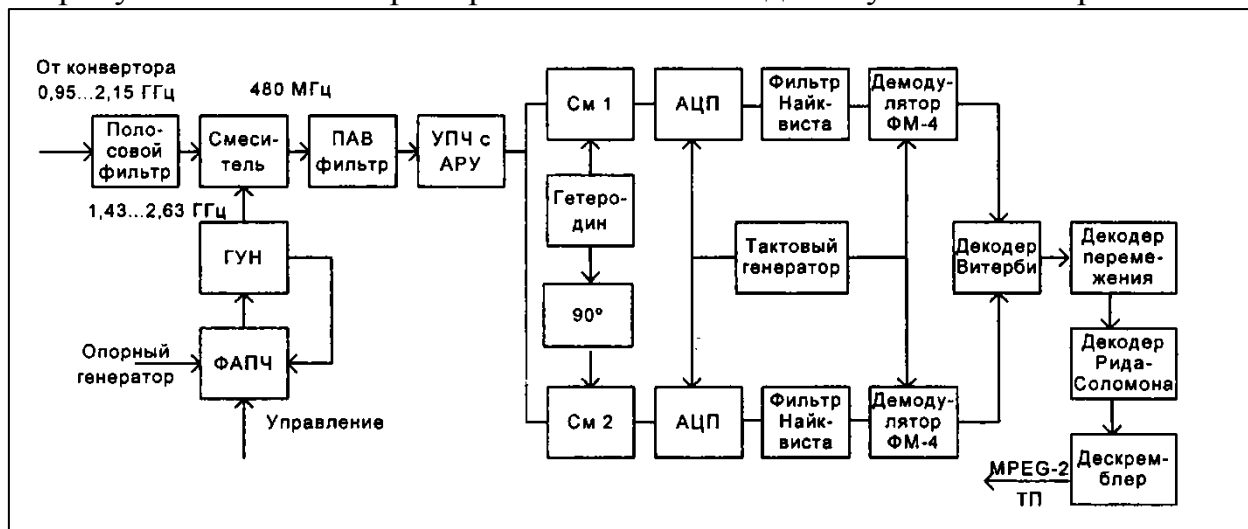 От конвертора
0,95...2,15 ГГц
480 МГц
Поло-
совой
фильтр
Смеси-
тель
ПАВ
фильтр
УПЧ с
АРУ
См 1
АЦП
Фильтр
Найк-
виста
Демоду-
лятор
ФМ-4
1,43...2,63 ГГц
ГУН
Гетеро-
дин
Тактовый
генератор
Декодер
Витерби
Декодер
переме-
жения
90°
Опорный
генератор
ФАПЧ
Управление
См 2
АЦП
Фильтр
Найк-
виста
Демоду-
лятор
ФМ-4
Декодер
Рида-
Соломона
MPEG-2
ТП
Дескрем-
блер